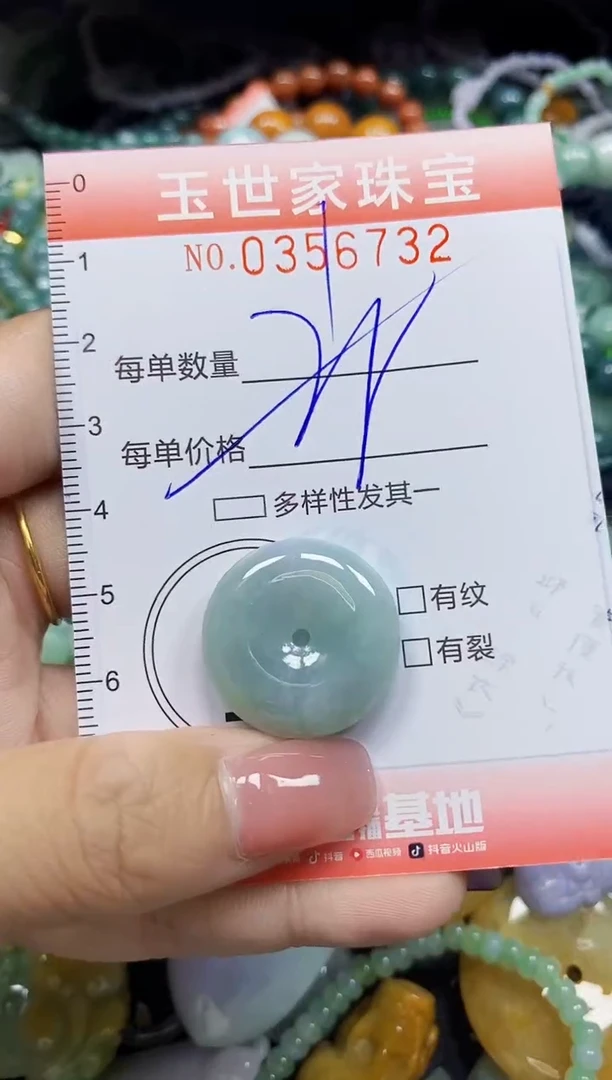 玉世家珠宝
NO.0356732
0
1
2
3
4
5
6
每单数量
每单价格
多样性发其一
有纹
有裂
播基地
抖音 西瓜视频 抖音火山版